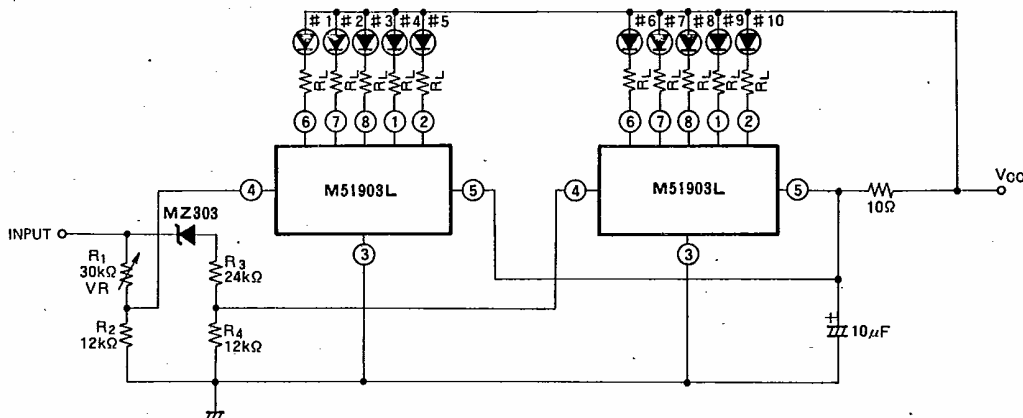 #1 #2 #3 #4 #5
#6 #7 #8 #9 #10
RL RL RL RL RL
RL RL RL RL RL
6 7 8 1 2
6 7 8 1 2
4 M51903L 5
4 M51903L 5
VCC
10Ω
MZ303
INPUT
3
3
R1
30kΩ
VR
R3
24kΩ
R2
12kΩ
R4
12kΩ
+
10μF